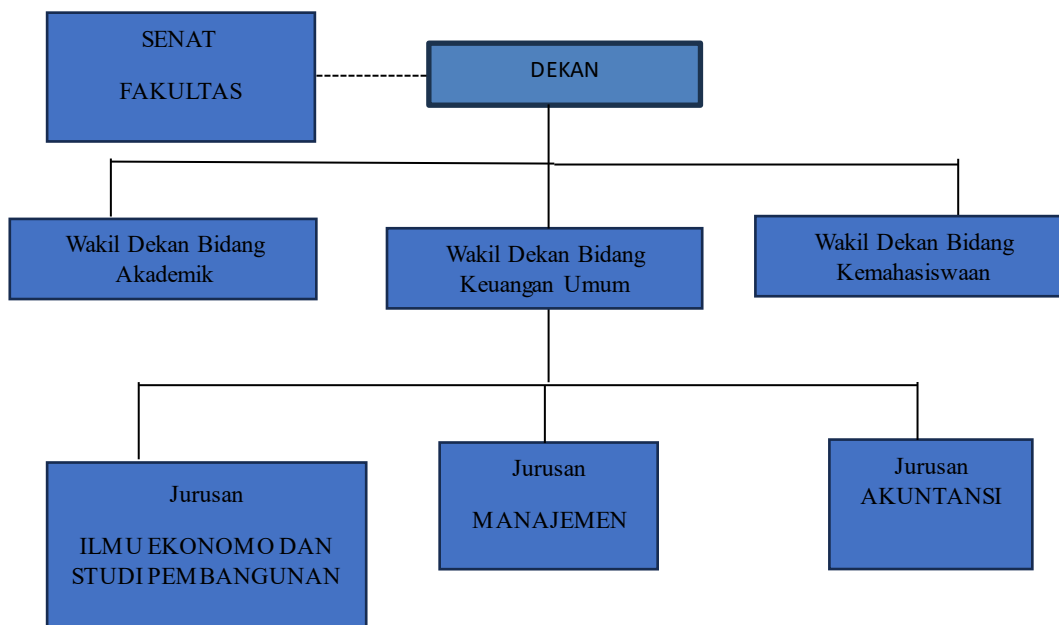 SENAT
FAKULTAS
DEKAN
Wakil Dekan Bidang
Akademik
Wakil Dekan Bidang
Keuangan Umum
Wakil Dekan Bidang
Kemahasiswaan
Jurusan
ILMU EKONOMO DAN
STUDI PEMBANGUNAN
Jurusan
MANAJEMEN
Jurusan
AKUNTANSI